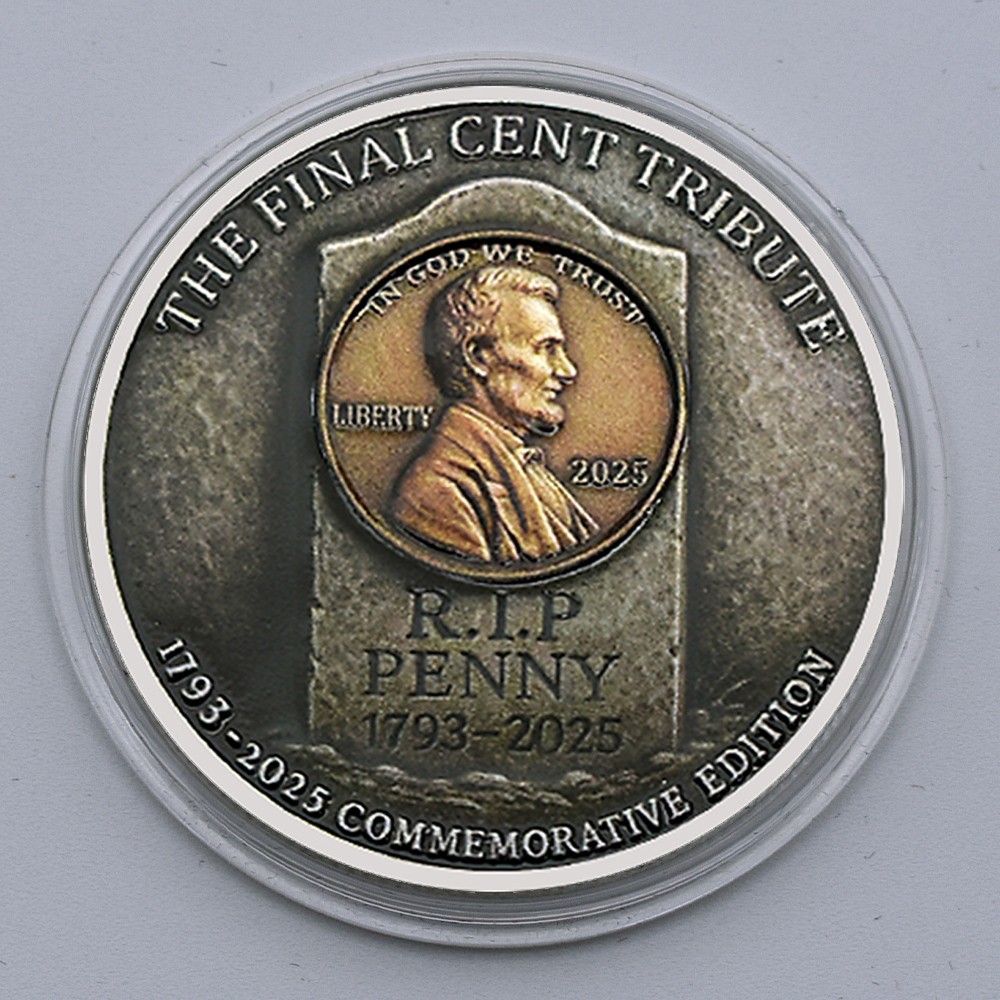 THE FINAL CENT TRIBUTE
IN GOD WE TRUST
LIBERTY
2025
R.I.P
PENNY
1793-2025
1793-2025 COMMEMORATIVE EDITION